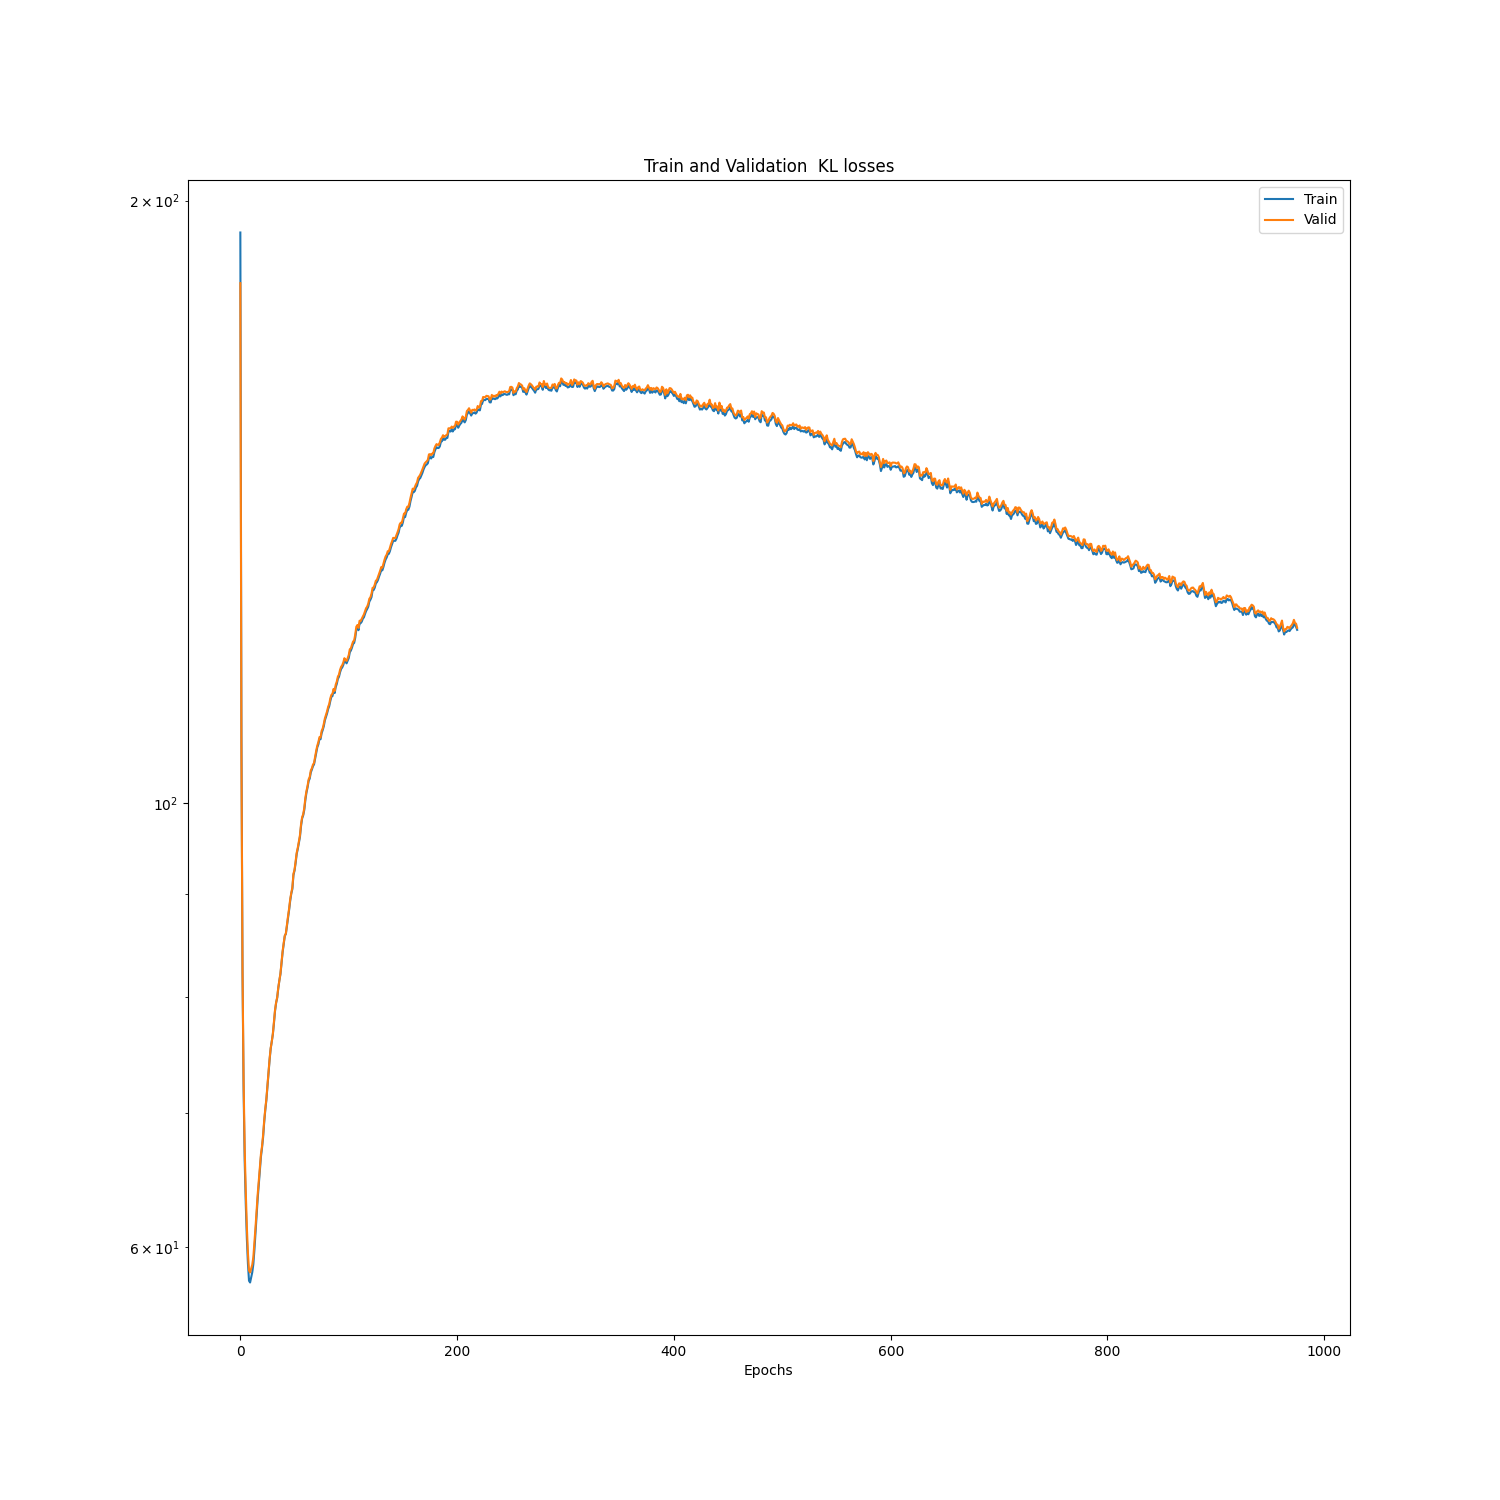 Train and Validation  KL losses
2 × 10²
Train
Valid
10²
6 × 10¹
0 200 400 600 800 1000
Epochs